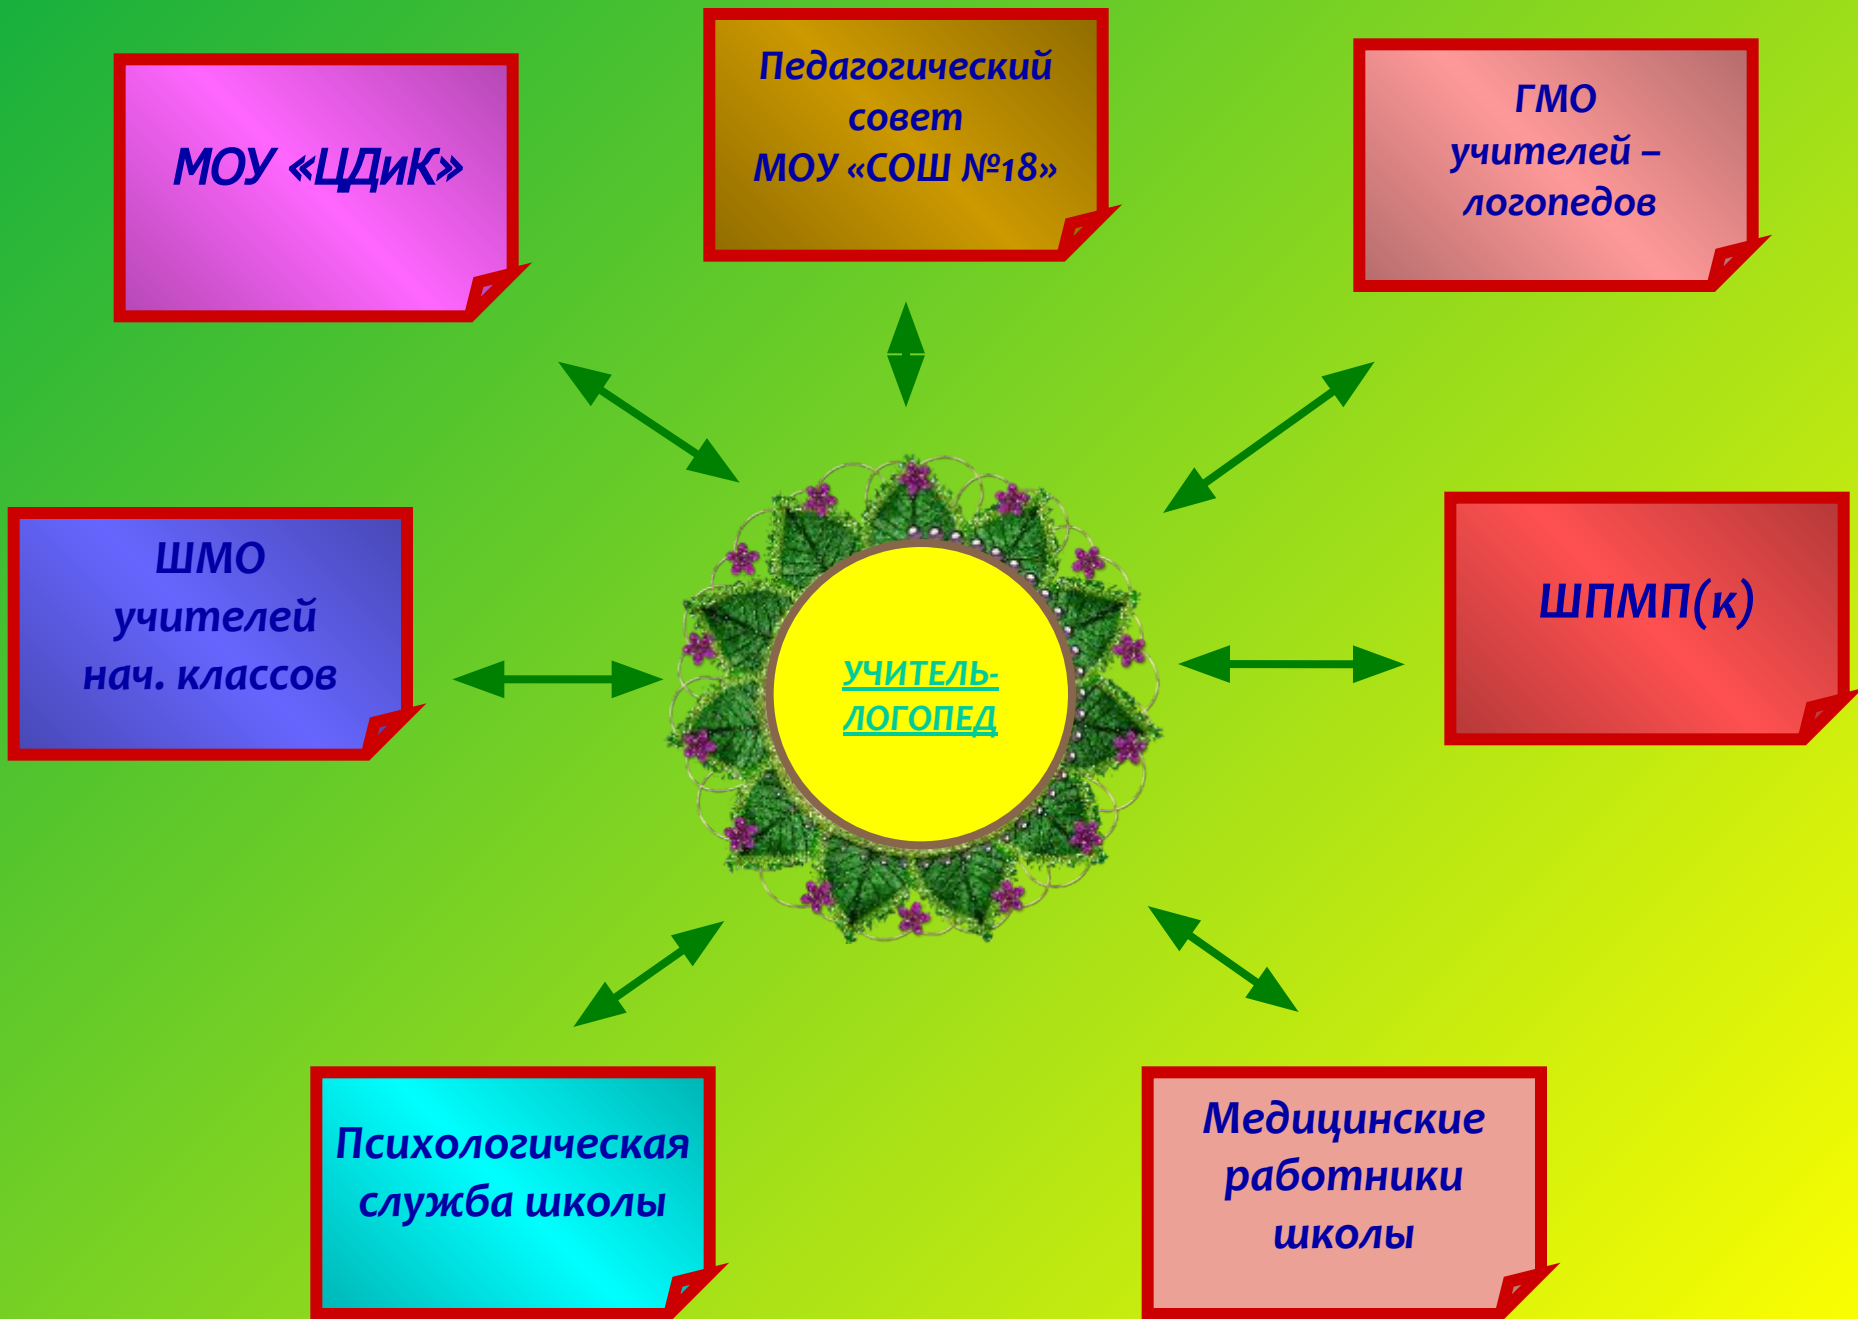 МОУ «ЦДиК»
Педагогический
совет
МОУ «СОШ №18»
ГМО
учителей –
логопедов
ШМО
учителей
нач. классов
УЧИТЕЛЬ-
ЛОГОПЕД
ШПМП(к)
Психологическая
служба школы
Медицинские
работники
школы